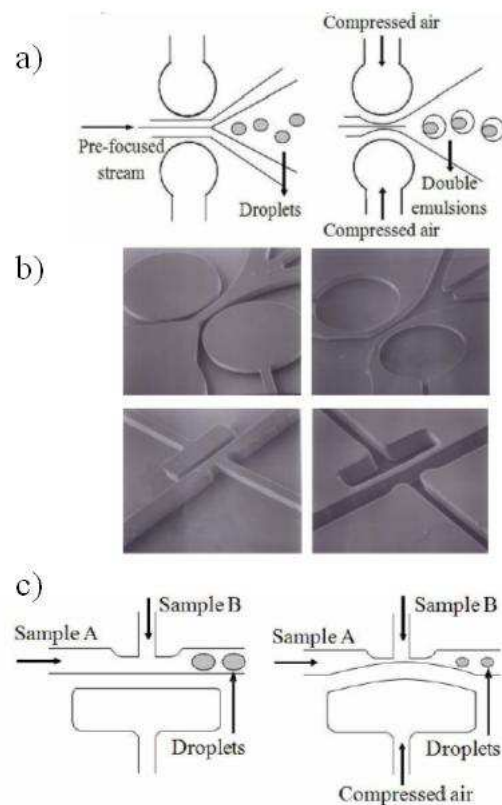 a)
Pre-focused
stream
Droplets
Compressed air
Double
emulsions
Compressed air
b)
c)
Sample B
Sample A
Droplets
Sample B
Sample A
Droplets
Compressed air